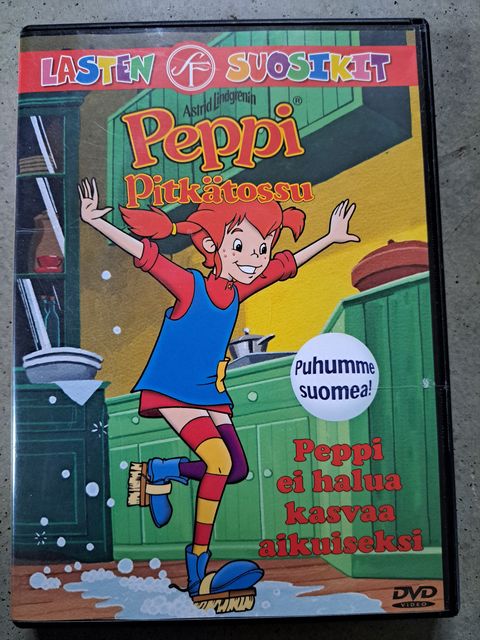 LASTEN SF SUOSIKIT
Astrid Lindgrenin
Peppi ®
Pitkätossu
Puhumme
suomea!
Peppi
ei halua
kasvaa
aikuiseksi
DVD
VIDEO